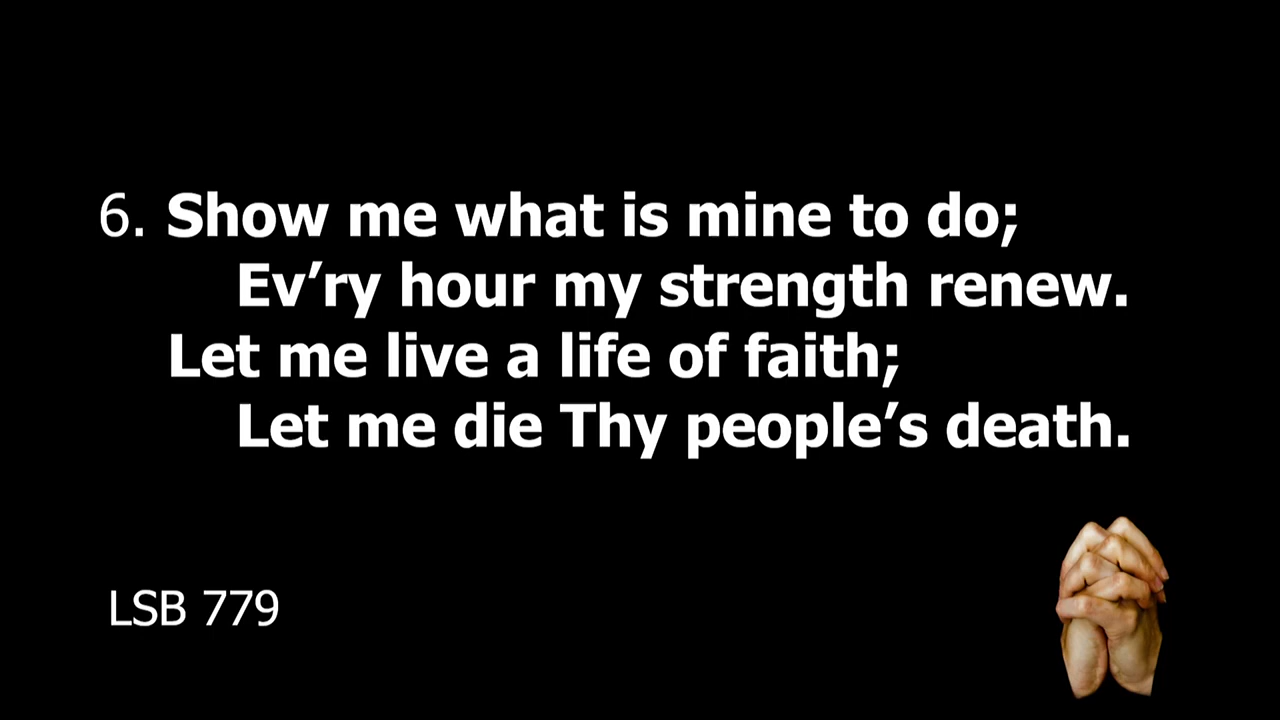 6. Show me what is mine to do;
Ev’ry hour my strength renew.
Let me live a life of faith;
Let me die Thy people’s death.
LSB 779